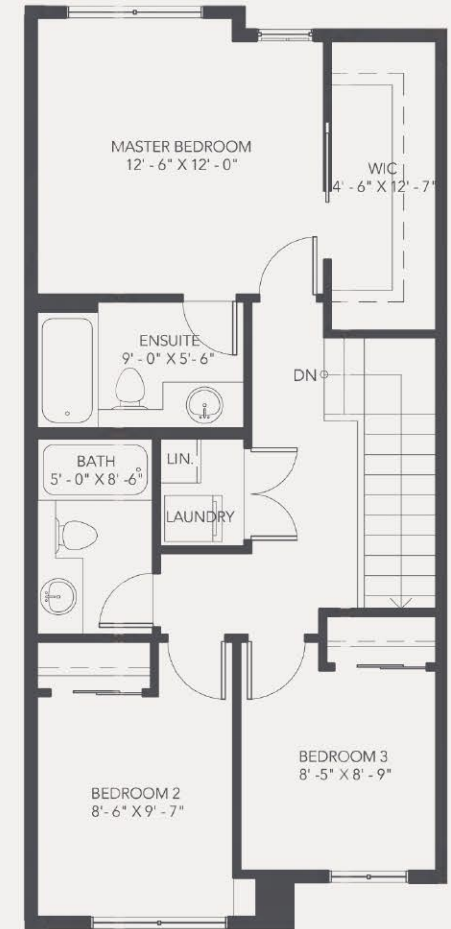 MASTER BEDROOM
12' - 6" X 12' - 0"
WIC
4' - 6" X 12' - 7"
ENSUITE
9' - 0" X 5' - 6"
DN
BATH
5' - 0" X 8' - 6"
LIN.
LAUNDRY
BEDROOM 3
8' - 5" X 8' - 9"
BEDROOM 2
8' - 6" X 9' - 7"